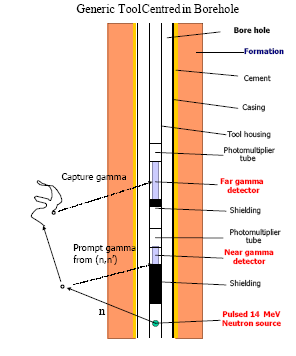 Generic Tool Centred in Borehole
Bore hole
Formation
Cement
Casing
Tool housing
Photomultiplier
tube
Capture gamma
Far gamma
detector
Shielding
Photomultiplier
tube
Prompt gamma
from (n,n')
Near gamma
detector
Shielding
n
Pulsed 14 MeV
Neutron source